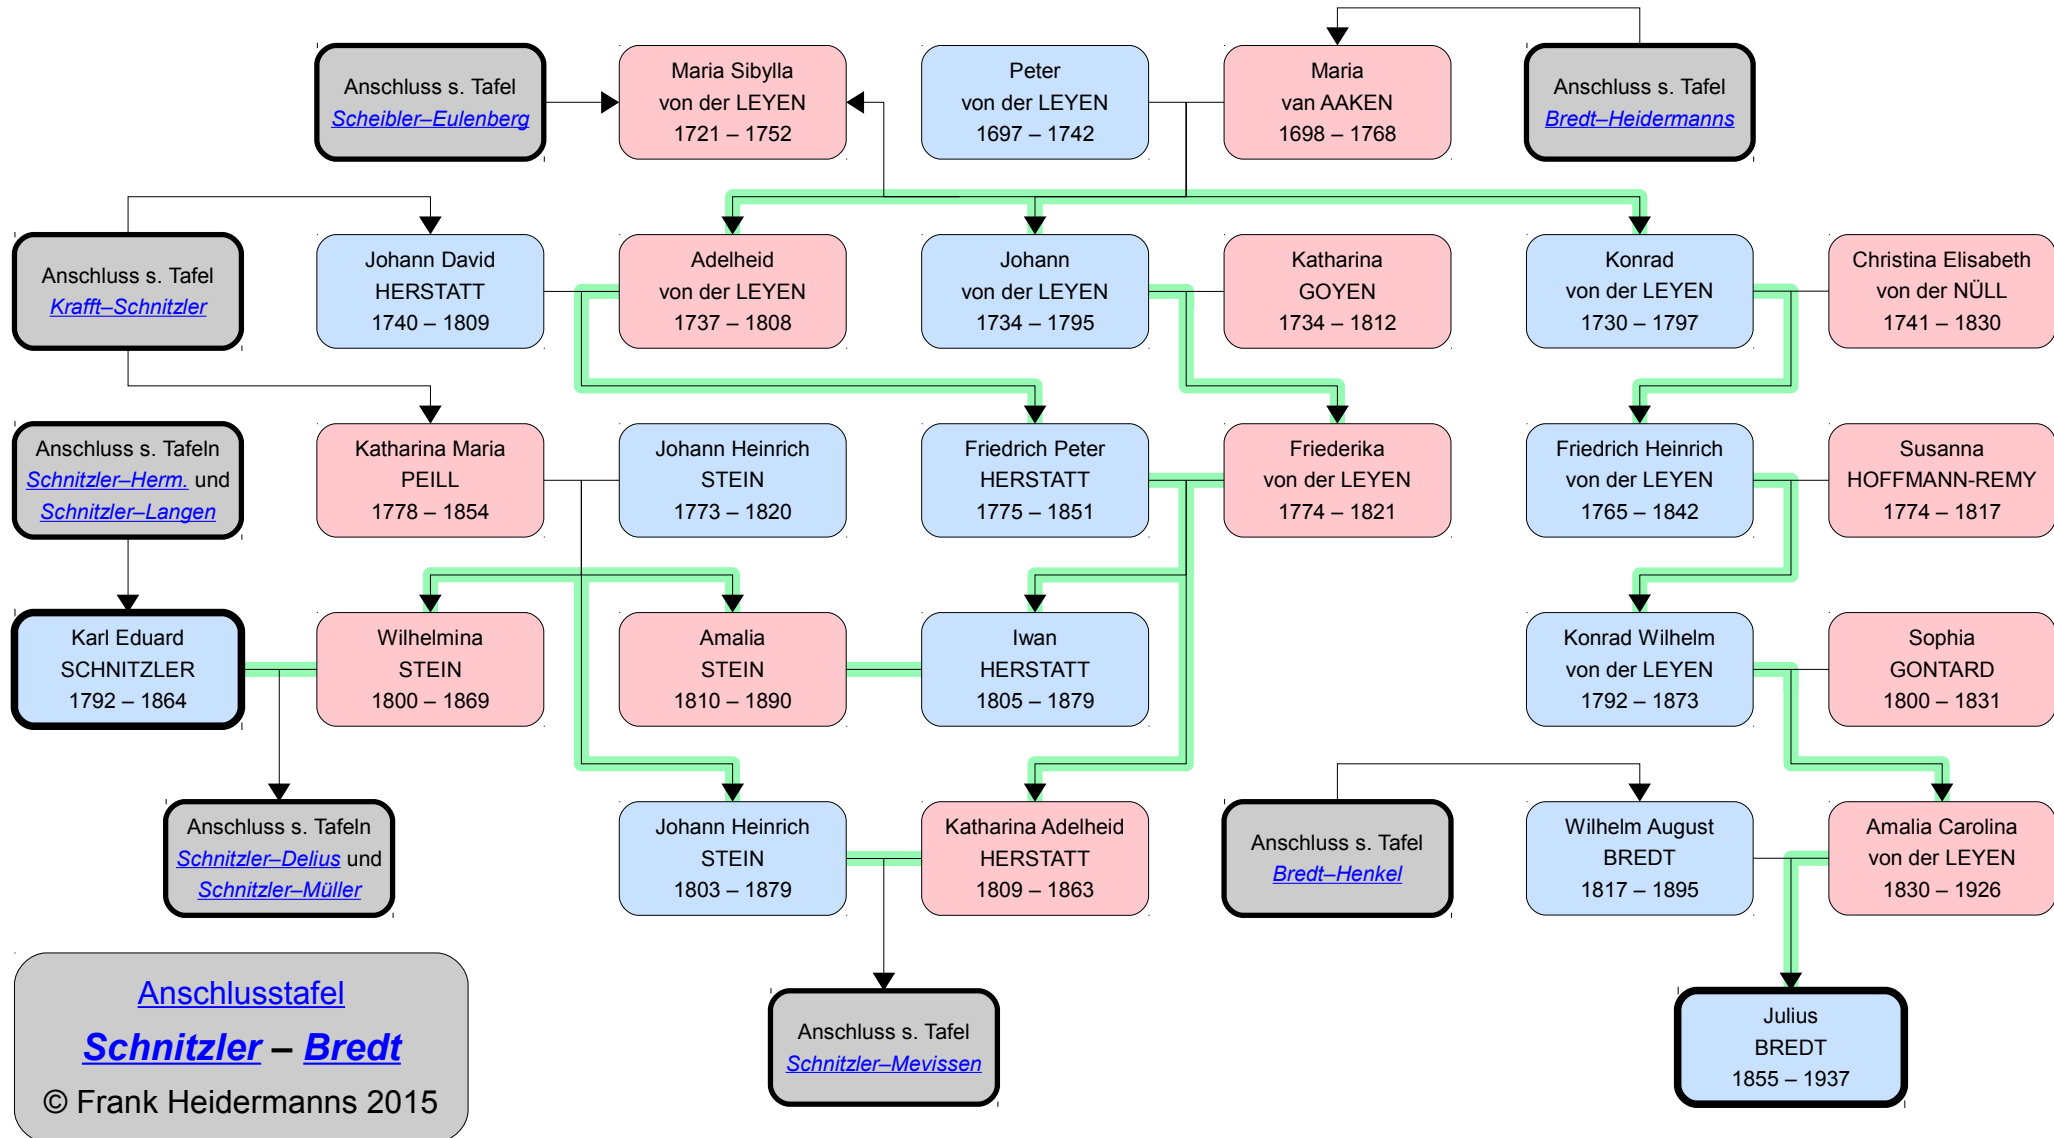 Anschluss s. Tafel
Scheibler–Eulenberg
Maria Sibylla
von der LEYEN
1721 – 1752
Peter
von der LEYEN
1697 – 1742
Maria
van AAKEN
1698 – 1768
Anschluss s. Tafel
Bredt–Heidermanns
Anschluss s. Tafel
Krafft–Schnitzler
Johann David
HERSTATT
1740 – 1809
Adelheid
von der LEYEN
1737 – 1808
Johann
von der LEYEN
1734 – 1795
Katharina
GOYEN
1734 – 1812
Konrad
von der LEYEN
1730 – 1797
Christina Elisabeth
von der NÜLL
1741 – 1830
Anschluss s. Tafeln
Schnitzler–Herm. und
Schnitzler–Langen
Katharina Maria
PEILL
1778 – 1854
Johann Heinrich
STEIN
1773 – 1820
Friedrich Peter
HERSTATT
1775 – 1851
Friederika
von der LEYEN
1774 – 1821
Friedrich Heinrich
von der LEYEN
1765 – 1842
Susanna
HOFFMANN-REMY
1774 – 1817
Karl Eduard
SCHNITZLER
1792 – 1864
Wilhelmina
STEIN
1800 – 1869
Amalia
STEIN
1810 – 1890
Iwan
HERSTATT
1805 – 1879
Konrad Wilhelm
von der LEYEN
1792 – 1873
Sophia
GONTARD
1800 – 1831
Anschluss s. Tafeln
Schnitzler–Delius und
Schnitzler–Müller
Johann Heinrich
STEIN
1803 – 1879
Katharina Adelheid
HERSTATT
1809 – 1863
Anschluss s. Tafel
Bredt–Henkel
Wilhelm August
BREDT
1817 – 1895
Amalia Carolina
von der LEYEN
1830 – 1926
Anschlusstafel
Schnitzler – Bredt
© Frank Heidermanns 2015
Anschluss s. Tafel
Schnitzler–Mevissen
Julius
BREDT
1855 – 1937